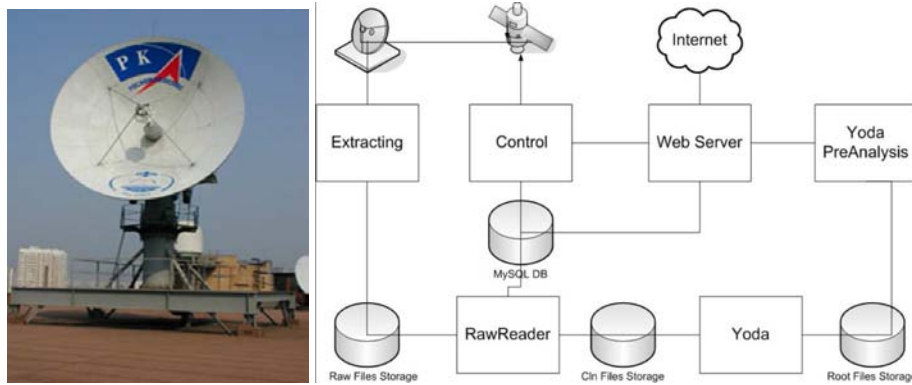 PK
Internet
Extracting
Control
Web Server
Yoda
PreAnalysis
MySQL DB
RawReader
Yoda
Raw Files Storage
Cln Files Storage
Root Files Storage